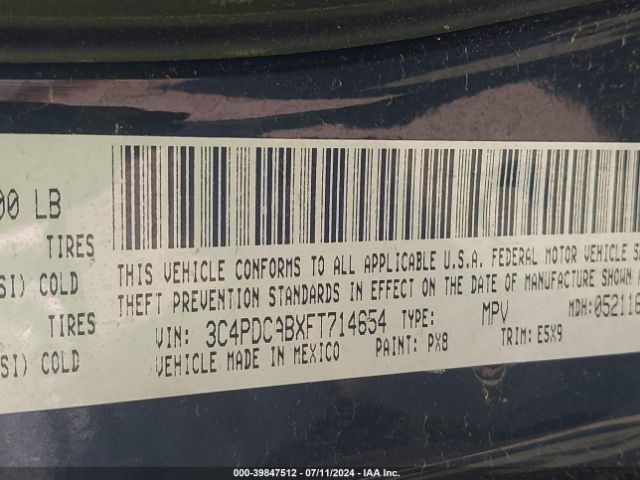 00 LB
TIRES
SI) COLD
TIRES
SI) COLD
THIS VEHICLE CONFORMS TO ALL APPLICABLE U.S.A. FEDERAL MOTOR VEHICLE S
THEFT PREVENTION STANDARDS IN EFFECT ON THE DATE OF MANUFACTURE SHOWN
VIN: 3C4PDCABXFT714654 TYPE: MPV MDH:052116
VEHICLE MADE IN MEXICO PAINT: PX8 TRIM: E5X9
000-39847512 - 07/11/2024 - IAA Inc.